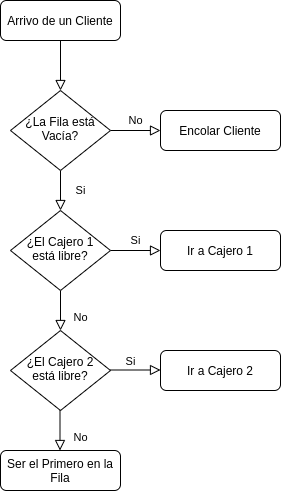 Arrivo de un Cliente
¿La Fila está
Vacía?
No
Encolar Cliente
Si
¿El Cajero 1
está libre?
Si
Ir a Cajero 1
No
¿El Cajero 2
está libre?
Si
Ir a Cajero 2
No
Ser el Primero en la
Fila